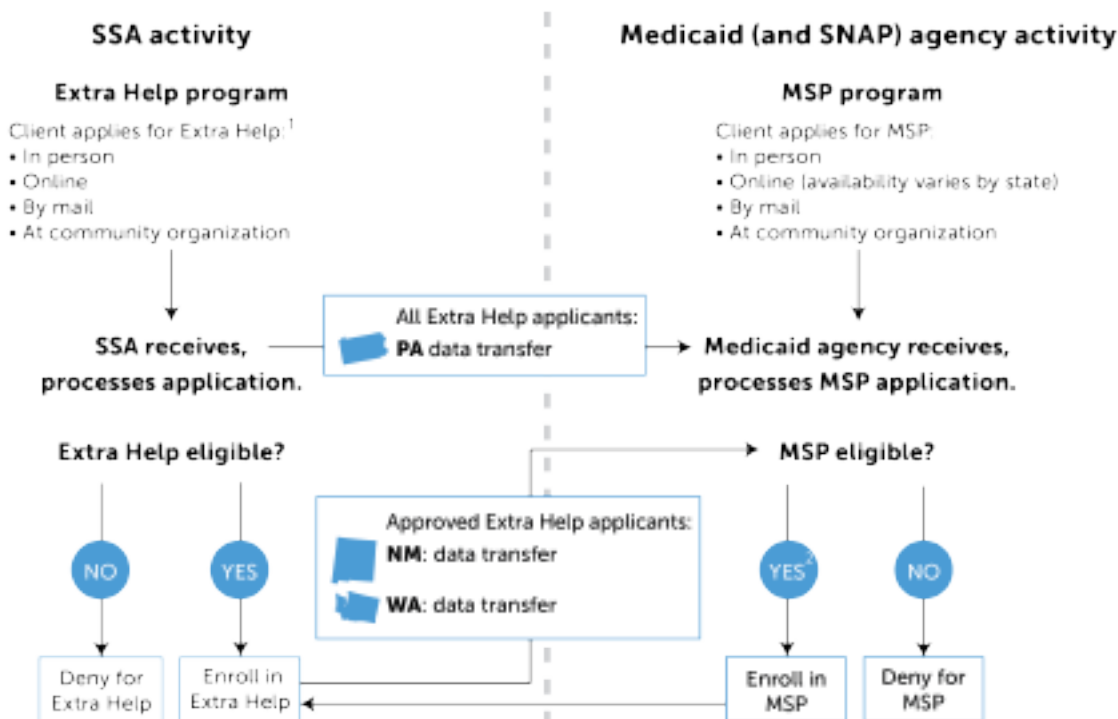 SSA activity
Medicaid (and SNAP) agency activity
Extra Help program
Client applies for Extra Help:1
• In person
• Online
• By mail
• At community organization
MSP program
Client applies for MSP:
• In person
• Online (availability varies by state)
• By mail
• At community organization
All Extra Help applicants:
PA data transfer
SSA receives,
processes application.
Medicaid agency receives,
processes MSP application.
Extra Help eligible?
MSP eligible?
Approved Extra Help applicants:
NM: data transfer
WA: data transfer
NO
YES
YES2
NO
Deny for
Extra Help
Enroll in
Extra Help
Enroll in
MSP
Deny for
MSP